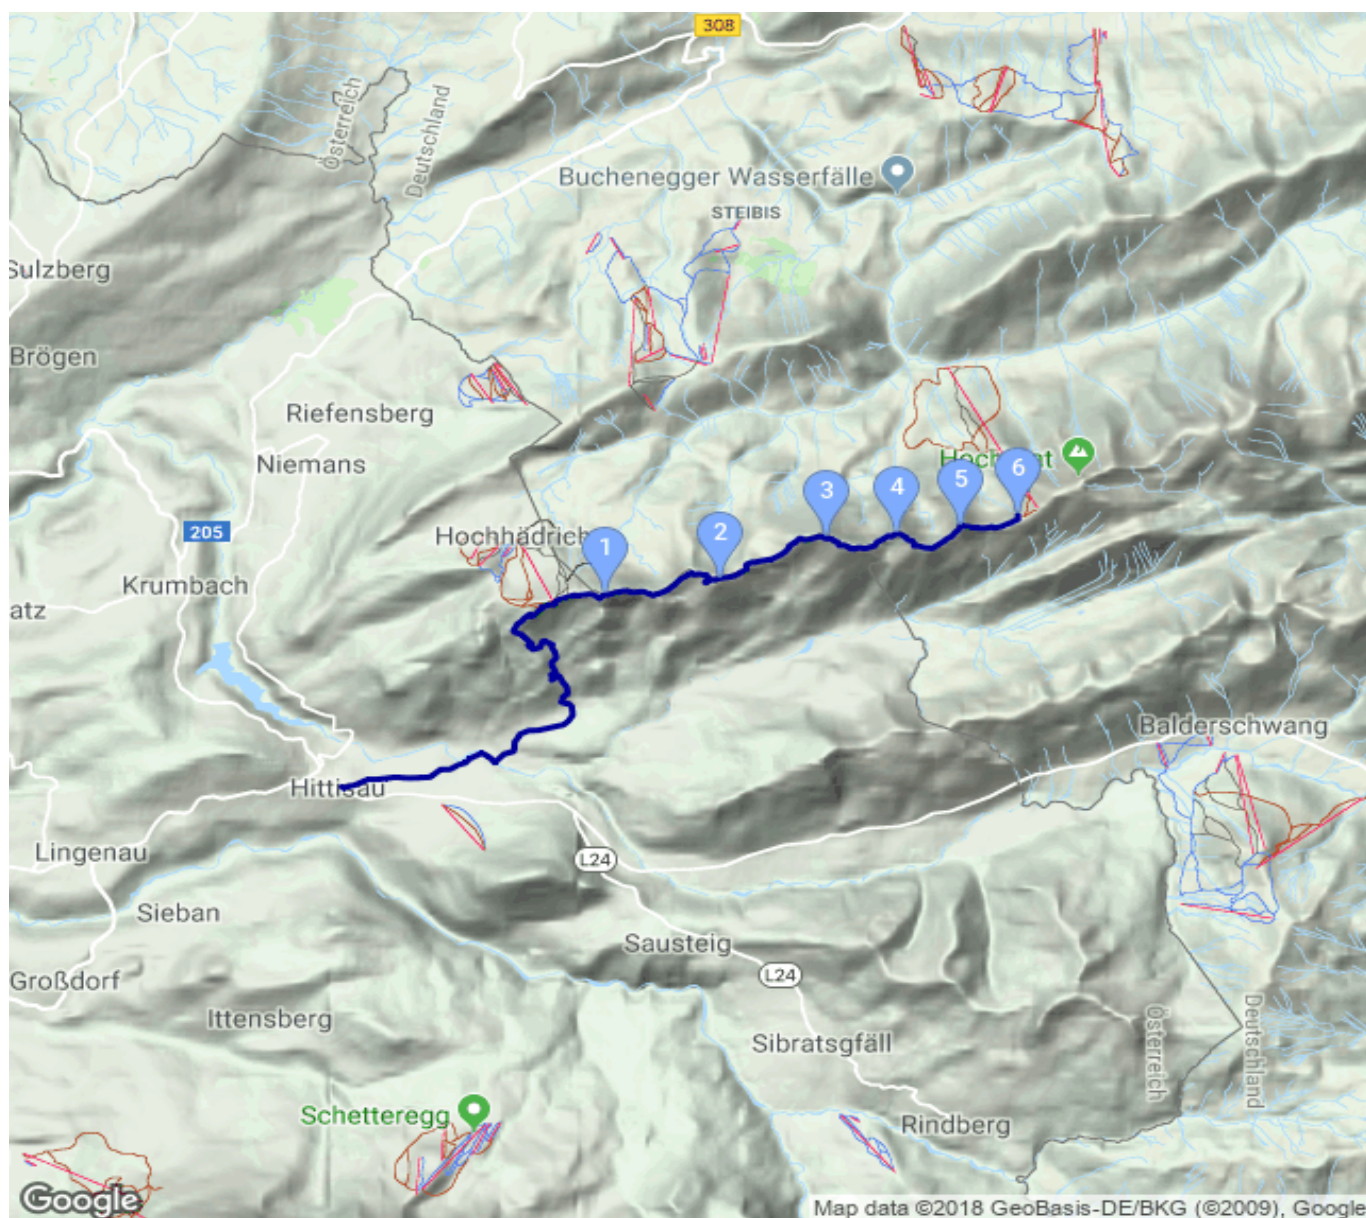 308
Österreich
Deutschland
Buchenegger Wasserfälle
STEIBIS
Sulzberg
Brögen
Riefensberg
Niemans
205
Hochhädrich
1
2
3
4
5
6
Krumbach
atz
Balderschwang
Hittisau
Lingenau
L24
Sieban
Sausteig
L24
Großdorf
Ittensberg
Sibratsgfäll
Österreich
Deutschland
Schetteregg
Rindberg
Google
Map data ©2018 GeoBasis-DE/BKG (©2009), Google